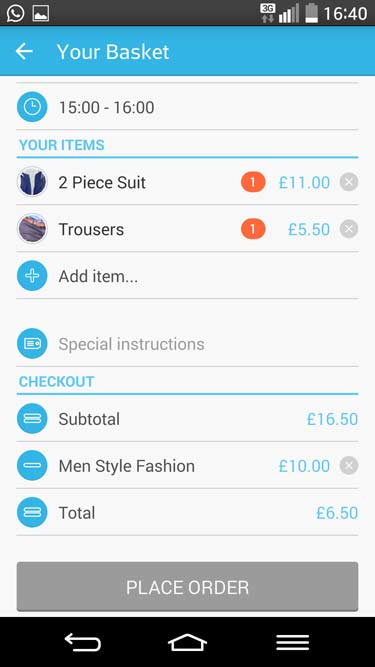 3G 16:40
Your Basket
15:00 - 16:00
YOUR ITEMS
2 Piece Suit 1 £11.00
Trousers 1 £5.50
Add item...
Special instructions
CHECKOUT
Subtotal £16.50
Men Style Fashion £10.00
Total £6.50
PLACE ORDER